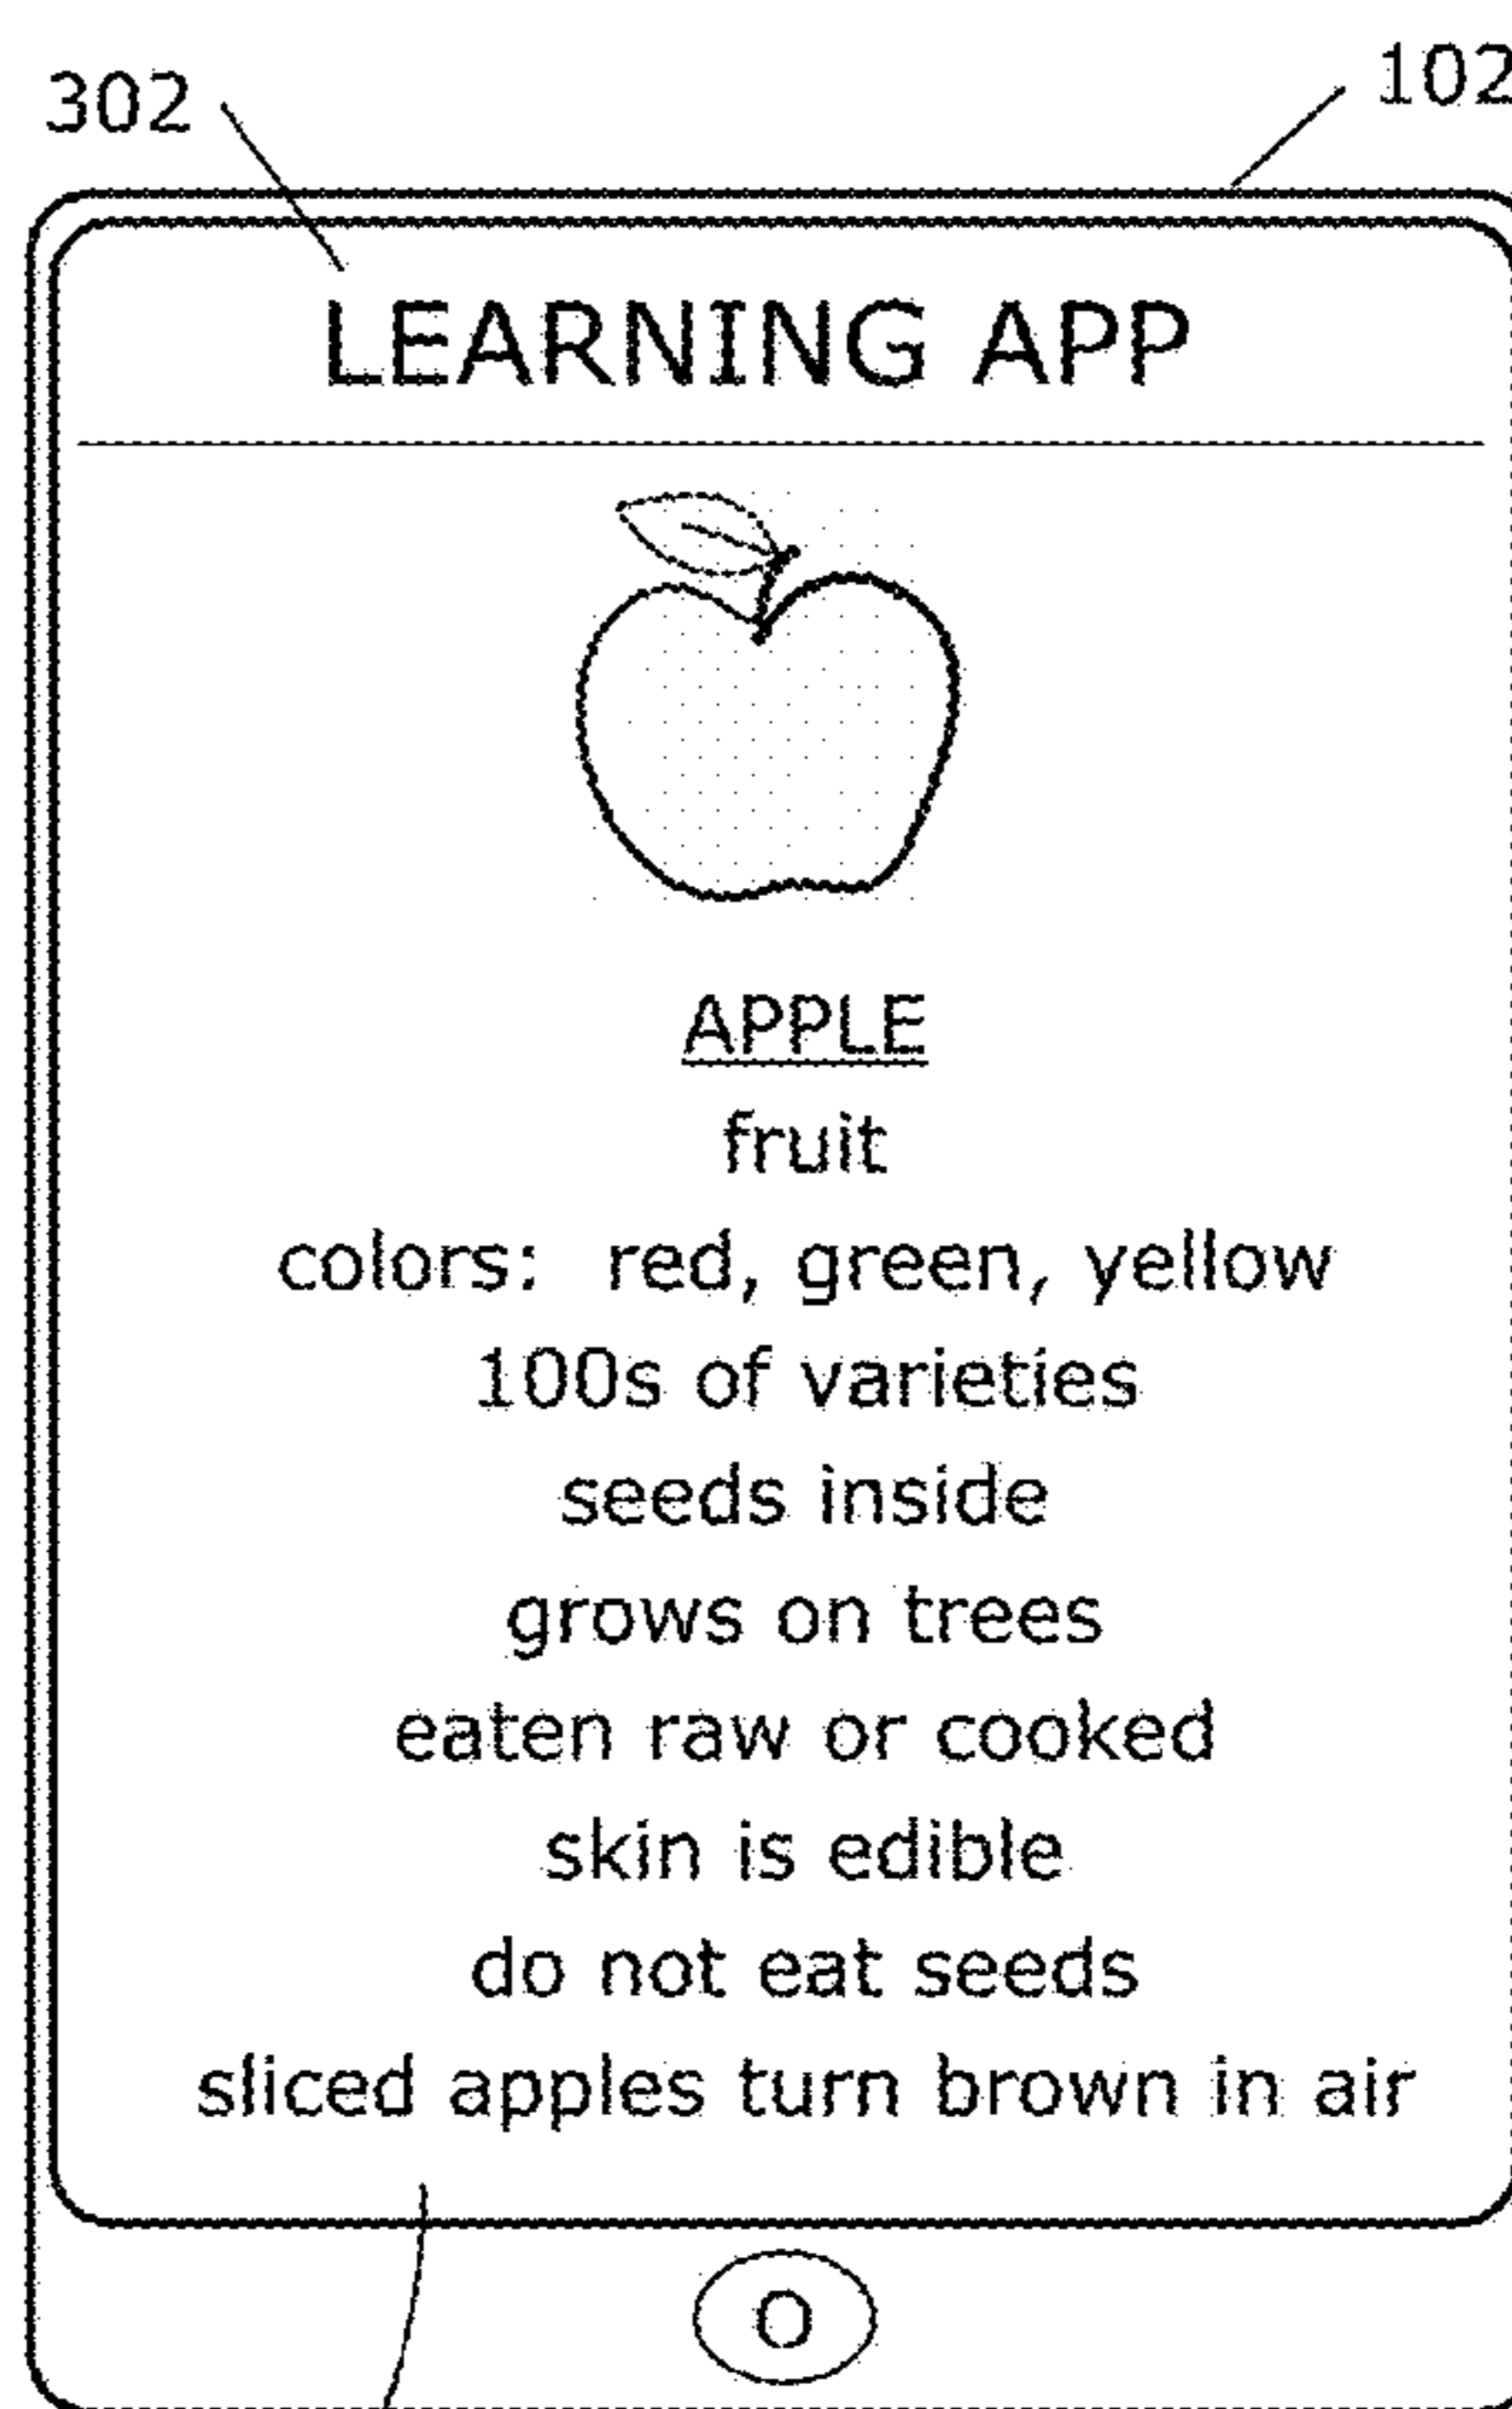 302
102
LEARNING APP
APPLE
fruit
colors: red, green, yellow
100s of varieties
seeds inside
grows on trees
eaten raw or cooked
skin is edible
do not eat seeds
sliced apples turn brown in air
O